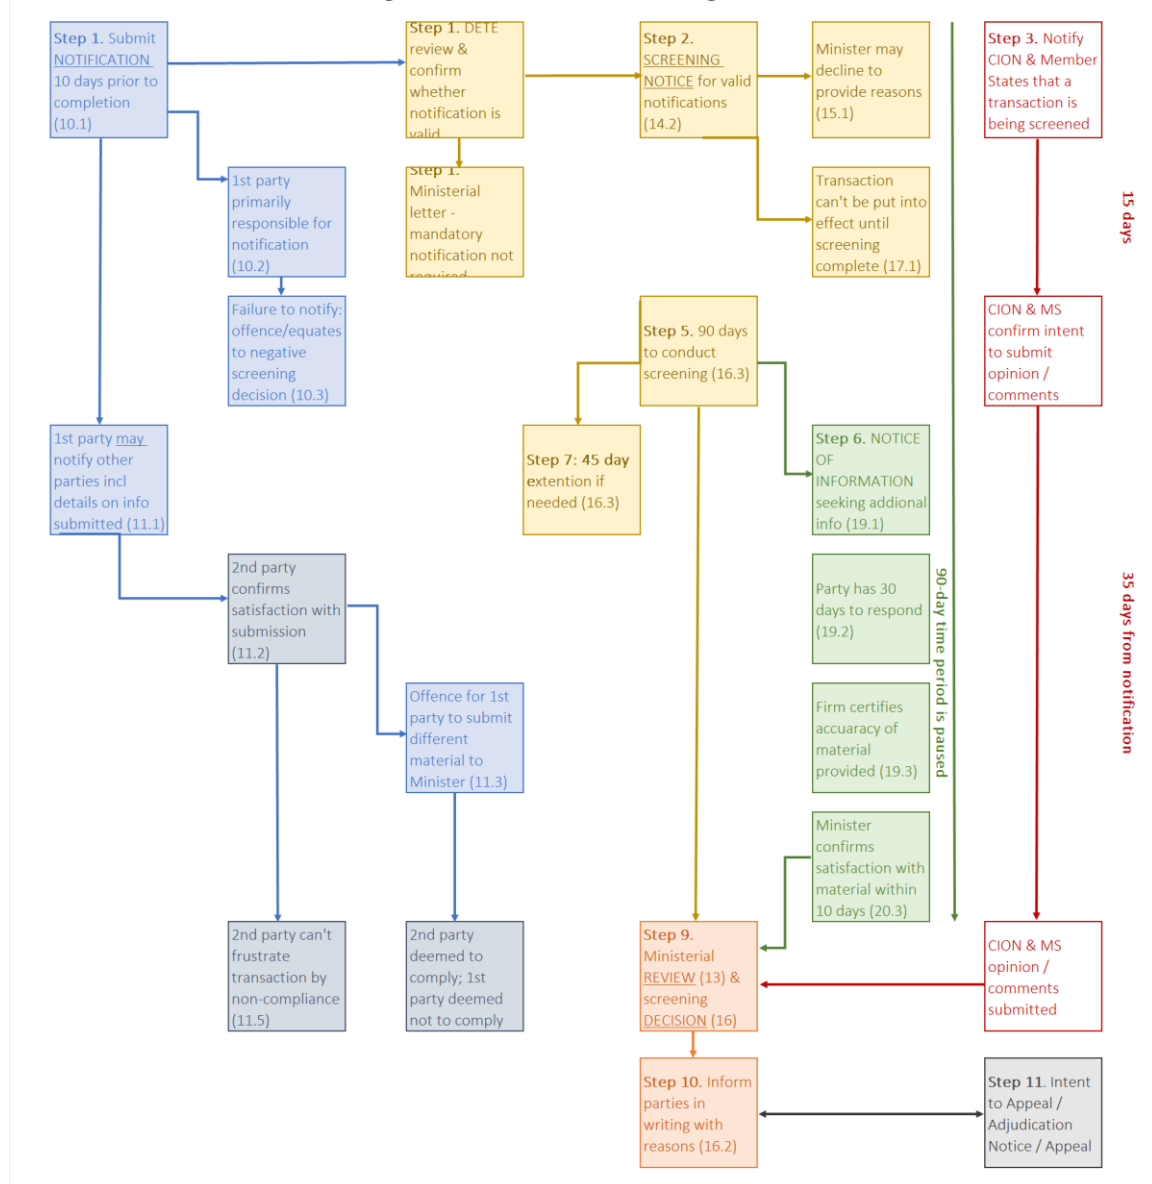 Step 1. Submit
NOTIFICATION
10 days prior to
completion
(10.1)
Step 1. DETE
review &
confirm
whether
notification is
valid
Step 2.
SCREENING
NOTICE for valid
notifications
(14.2)
Minister may
decline to
provide reasons
(15.1)
Step 3. Notify
CION & Member
States that a
transaction is
being screened
1st party
primarily
responsible for
notification
(10.2)
Step 1.
Ministerial
letter -
mandatory
notification not
required
Transaction
can't be put into
effect until
screening
complete (17.1)
15 days
Failure to notify:
offence/equates
to negative
screening
decision (10.3)
Step 5. 90 days
to conduct
screening (16.3)
CION & MS
confirm intent
to submit
opinion /
comments
1st party may
notify other
parties incl
details on info
submitted (11.1)
Step 7: 45 day
extention if
needed (16.3)
Step 6. NOTICE
OF
INFORMATION
seeking addional
info (19.1)
2nd party
confirms
satisfaction with
submission
(11.2)
Party has 30
days to respond
(19.2)
90-day time period is paused
35 days from notification
Offence for 1st
party to submit
different
material to
Minister (11.3)
Firm certifies
accuaracy of
material
provided (19.3)
Minister
confirms
satisfaction with
material within
10 days (20.3)
2nd party can't
frustrate
transaction by
non-compliance
(11.5)
2nd party
deemed to
comply; 1st
party deemed
not to comply
Step 9.
Ministerial
REVIEW (13) &
screening
DECISION (16)
CION & MS
opinion /
comments
submitted
Step 10. Inform
parties in
writing with
reasons (16.2)
Step 11. Intent
to Appeal /
Adjudication
Notice / Appeal